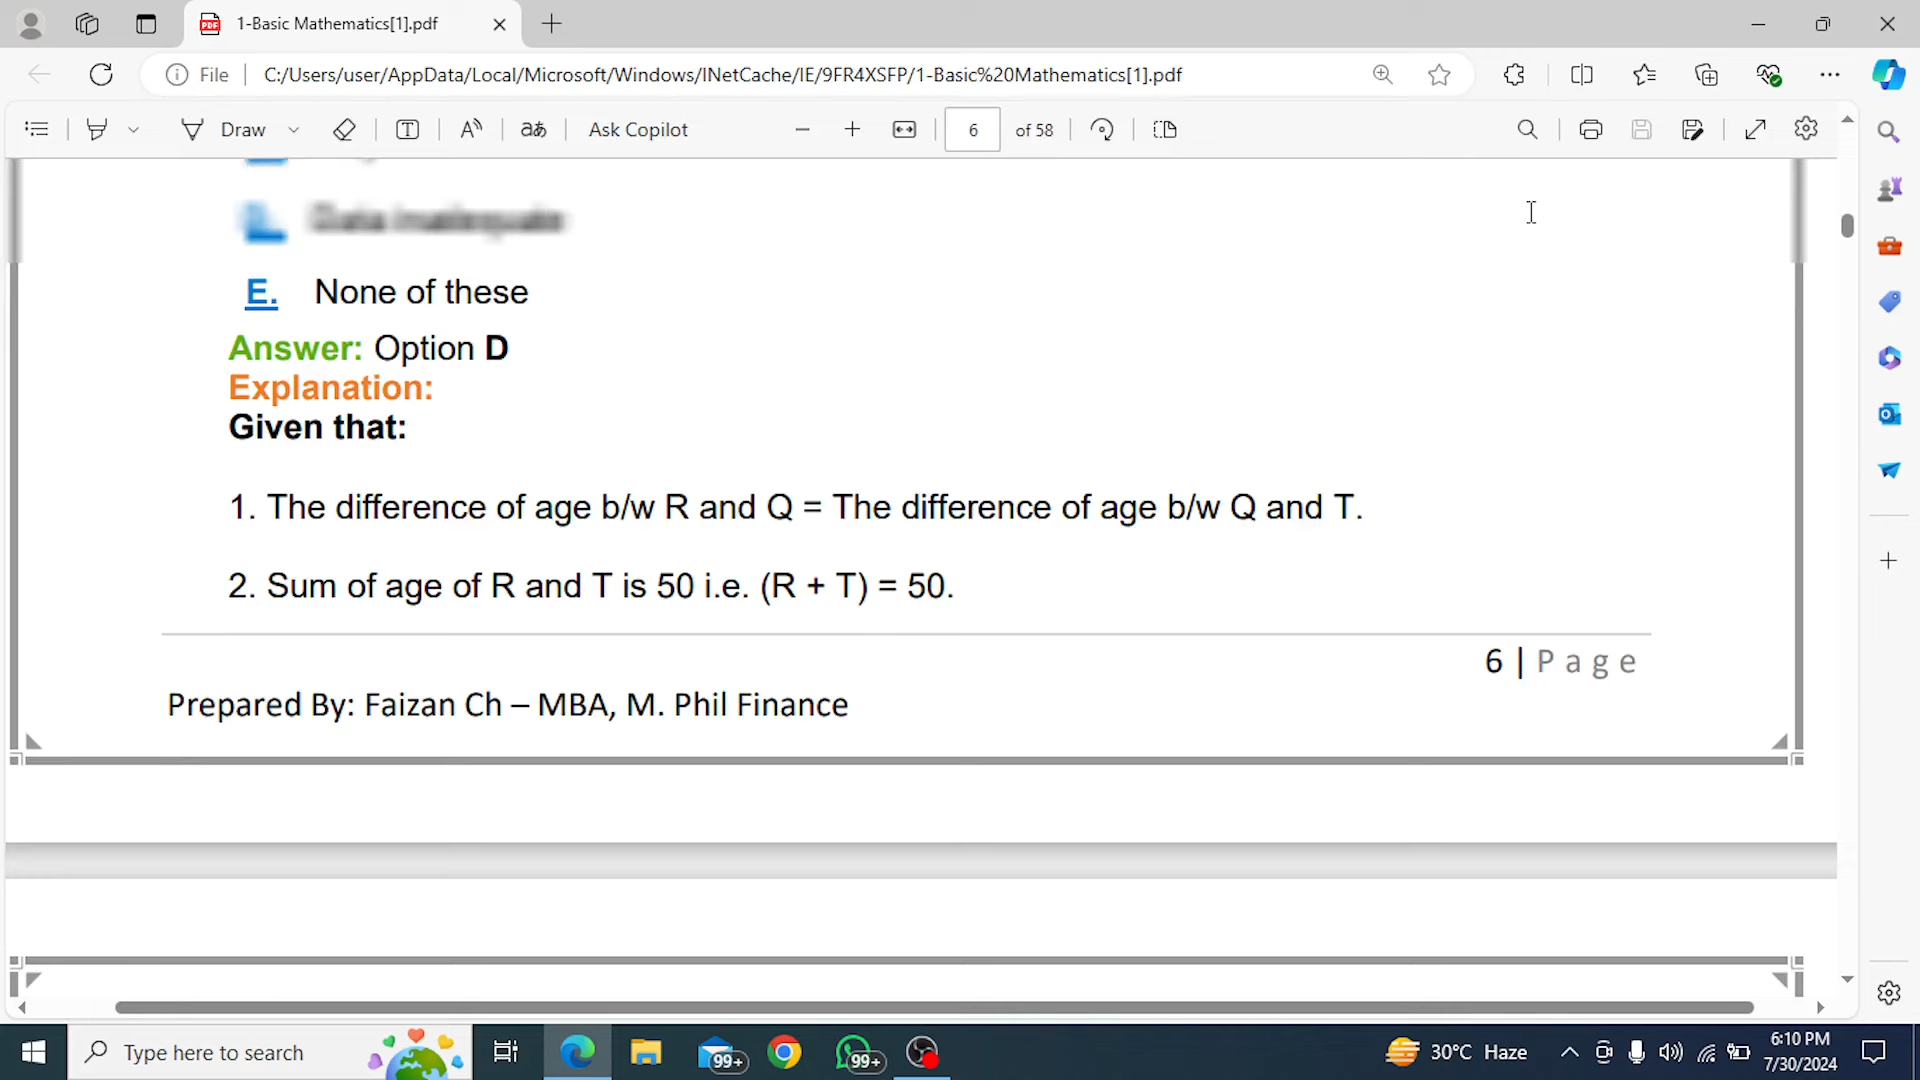 1-Basic Mathematics[1].pdf
File
C:/Users/user/AppData/Local/Microsoft/Windows/INetCache/IE/9FR4XSFP/1-Basic%20Mathematics[1].pdf
Draw
Ask Copilot
6 of 58
Data inadequate
E. None of these
Answer: Option D
Explanation:
Given that:
1. The difference of age b/w R and Q = The difference of age b/w Q and T.
2. Sum of age of R and T is 50 i.e. (R + T) = 50.
6 | Page
Prepared By: Faizan Ch – MBA, M. Phil Finance
Type here to search
99+
99+
30°C Haze
6:10 PM
7/30/2024